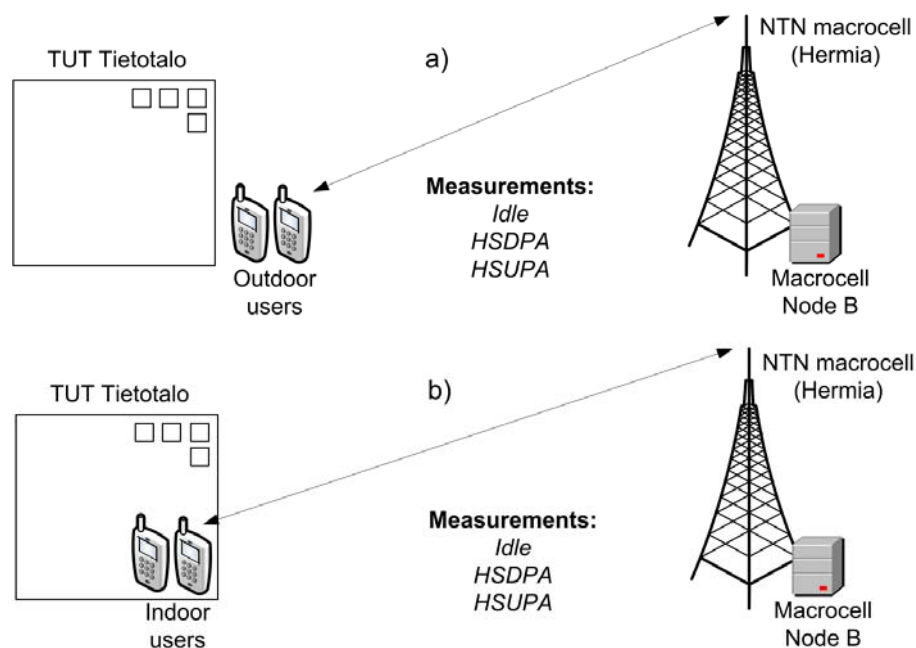 TUT Tietotalo
a)
NTN macrocell
(Hermia)
Measurements:
Idle
HSDPA
HSUPA
Outdoor
users
Macrocell
Node B
TUT Tietotalo
b)
NTN macrocell
(Hermia)
Measurements:
Idle
HSDPA
HSUPA
Indoor
users
Macrocell
Node B